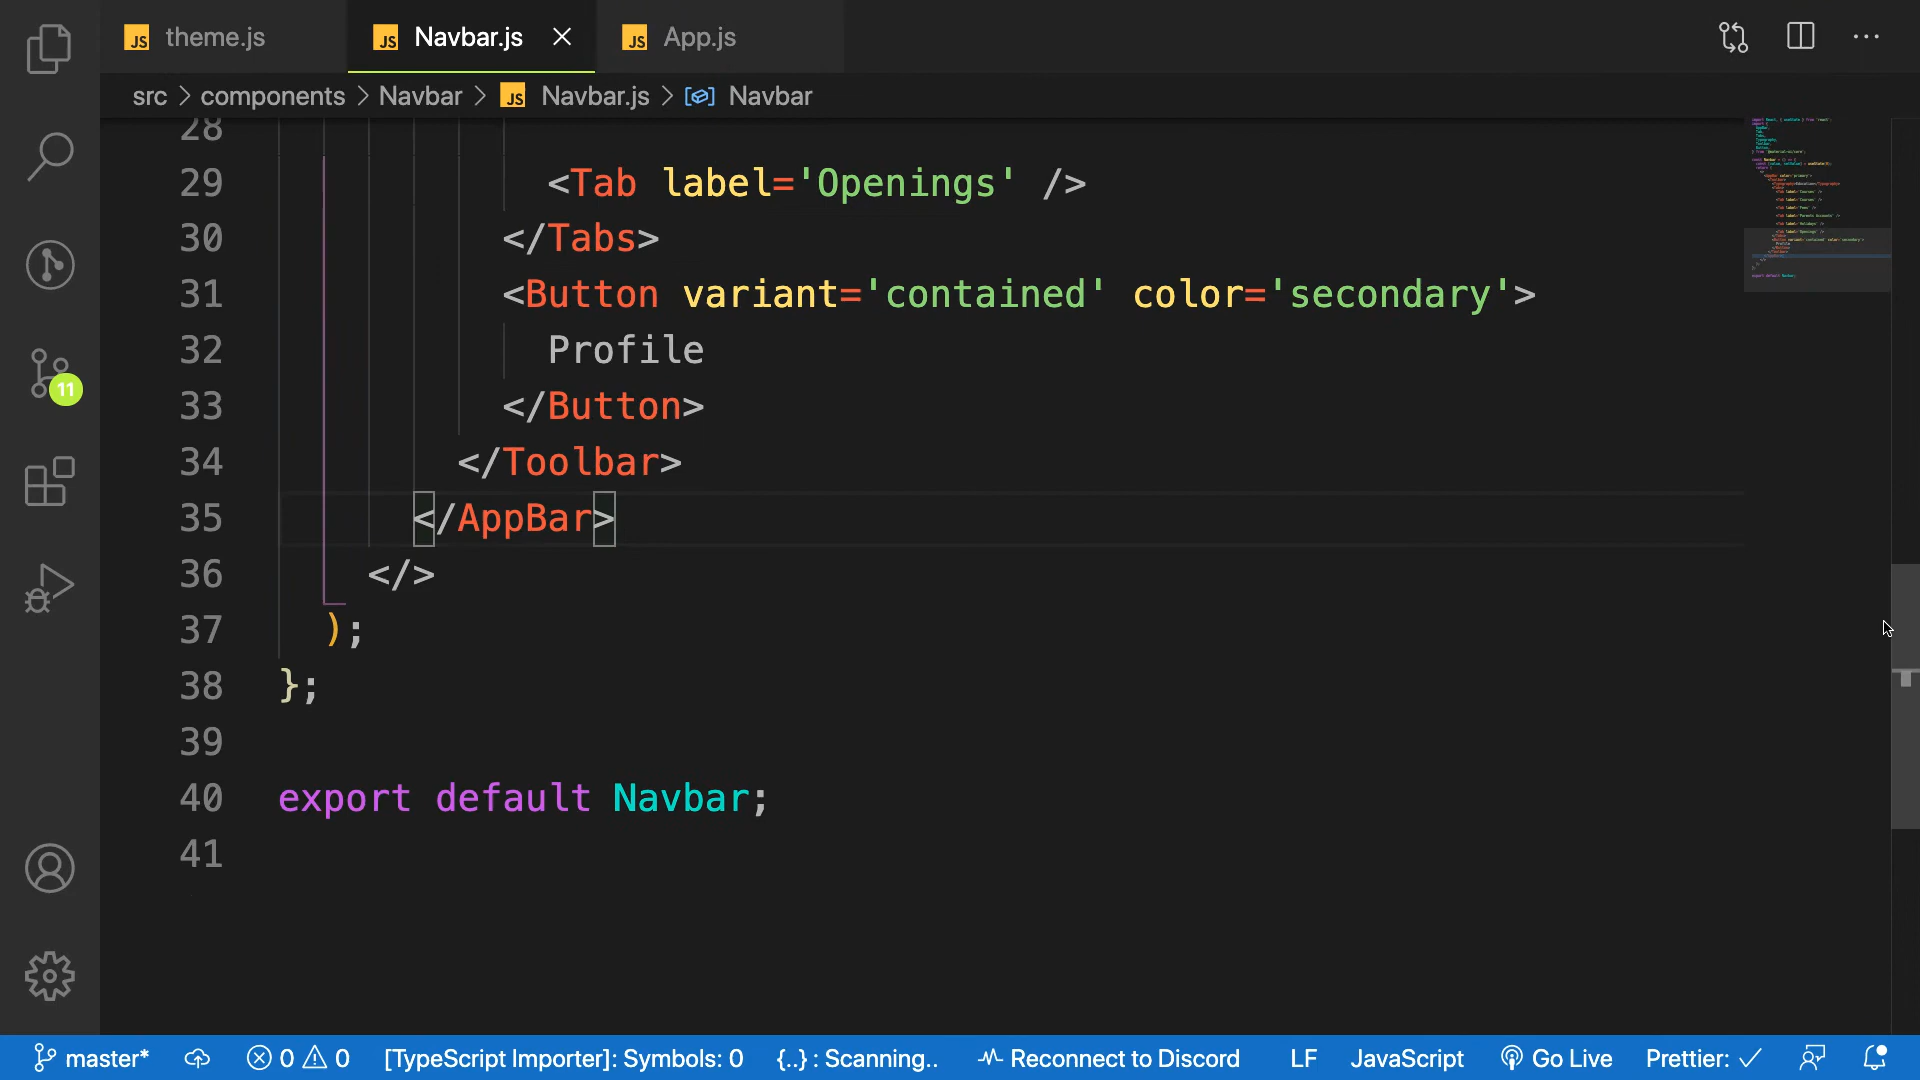 theme.js
Navbar.js
App.js
src > components > Navbar > Navbar.js > Navbar
28
29 <Tab label='Openings' />
30 </Tabs>
31 <Button variant='contained' color='secondary'>
32 Profile
33 </Button>
34 </Toolbar>
35 </AppBar>
36 </>
37 );
38 };
39
40 export default Navbar;
41
11
master* 0 0 [TypeScript Importer]: Symbols: 0 {..} : Scanning.. Reconnect to Discord LF JavaScript Go Live Prettier: ✓